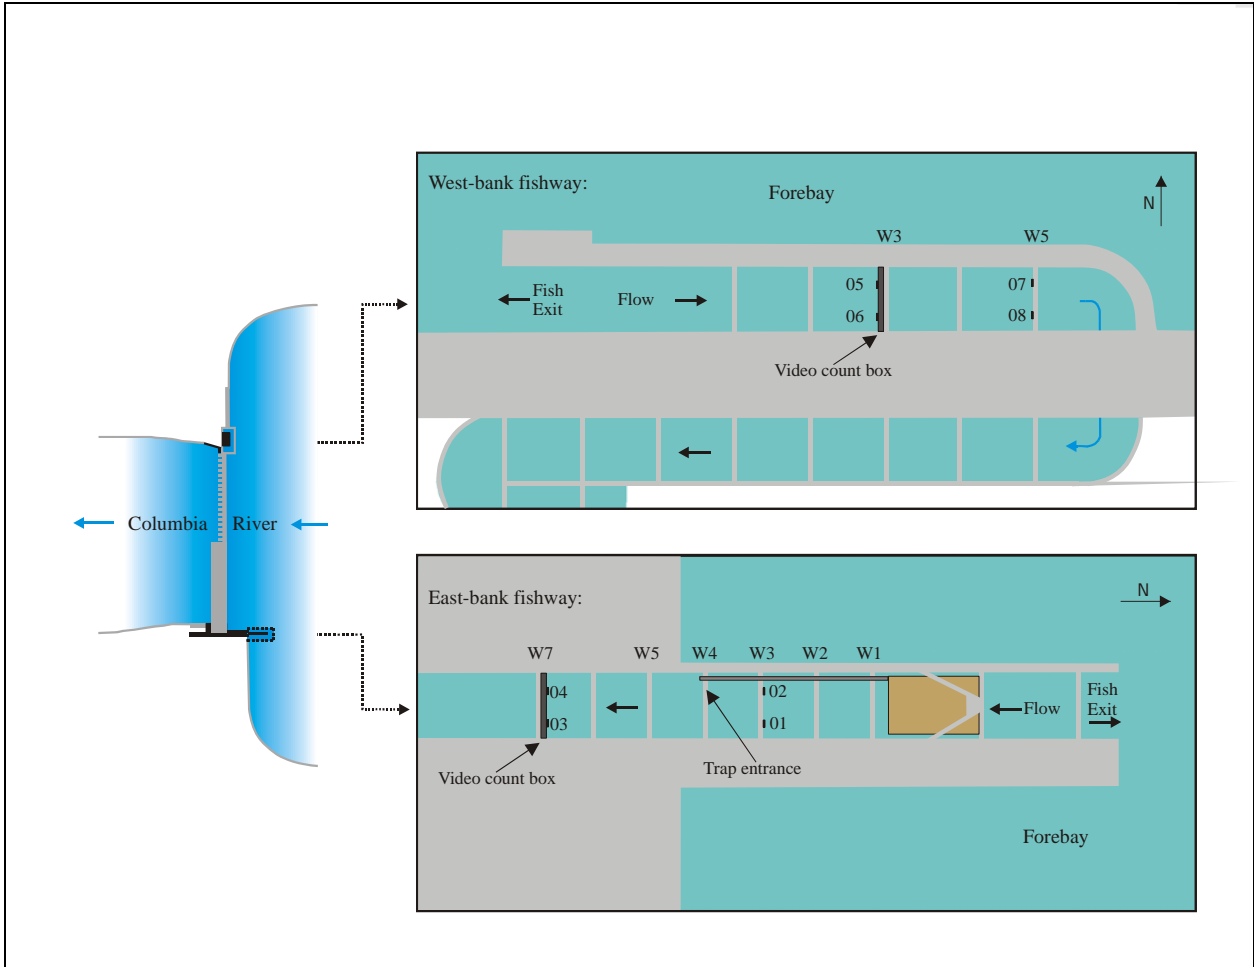 West-bank fishway:
Forebay
N
W3
W5
05
07
Fish
Exit
Flow
06
08
Video count box
Columbia
River
East-bank fishway:
N
W7
W5
W4
W3
W2
W1
04
02
Fish
Exit
03
01
Flow
Trap entrance
Video count box
Forebay